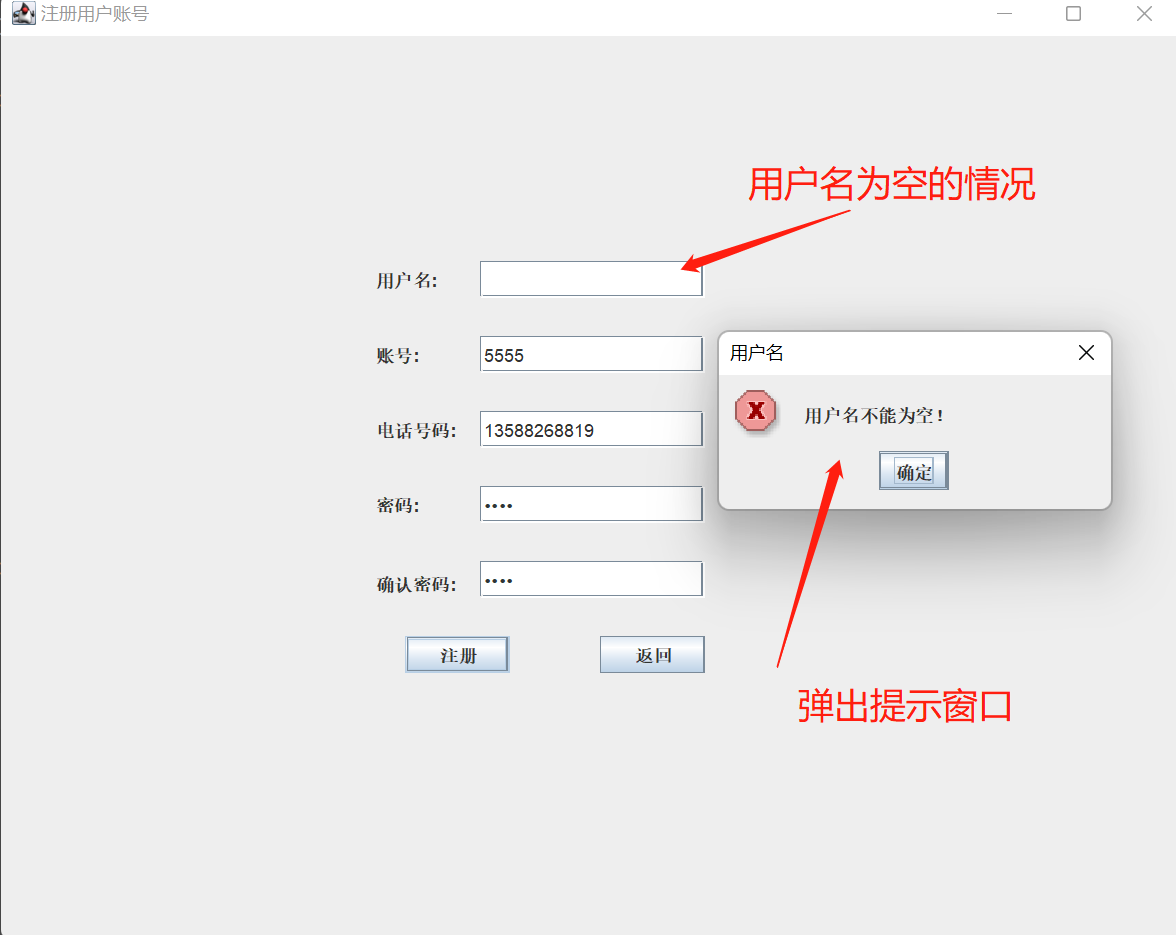 注册用户账号
用户名为空的情况
用户名:
账号:
5555
用户名
用户名不能为空!
电话号码:
13588268819
确定
密码:
••••
确认密码:
••••
注册
返回
弹出提示窗口